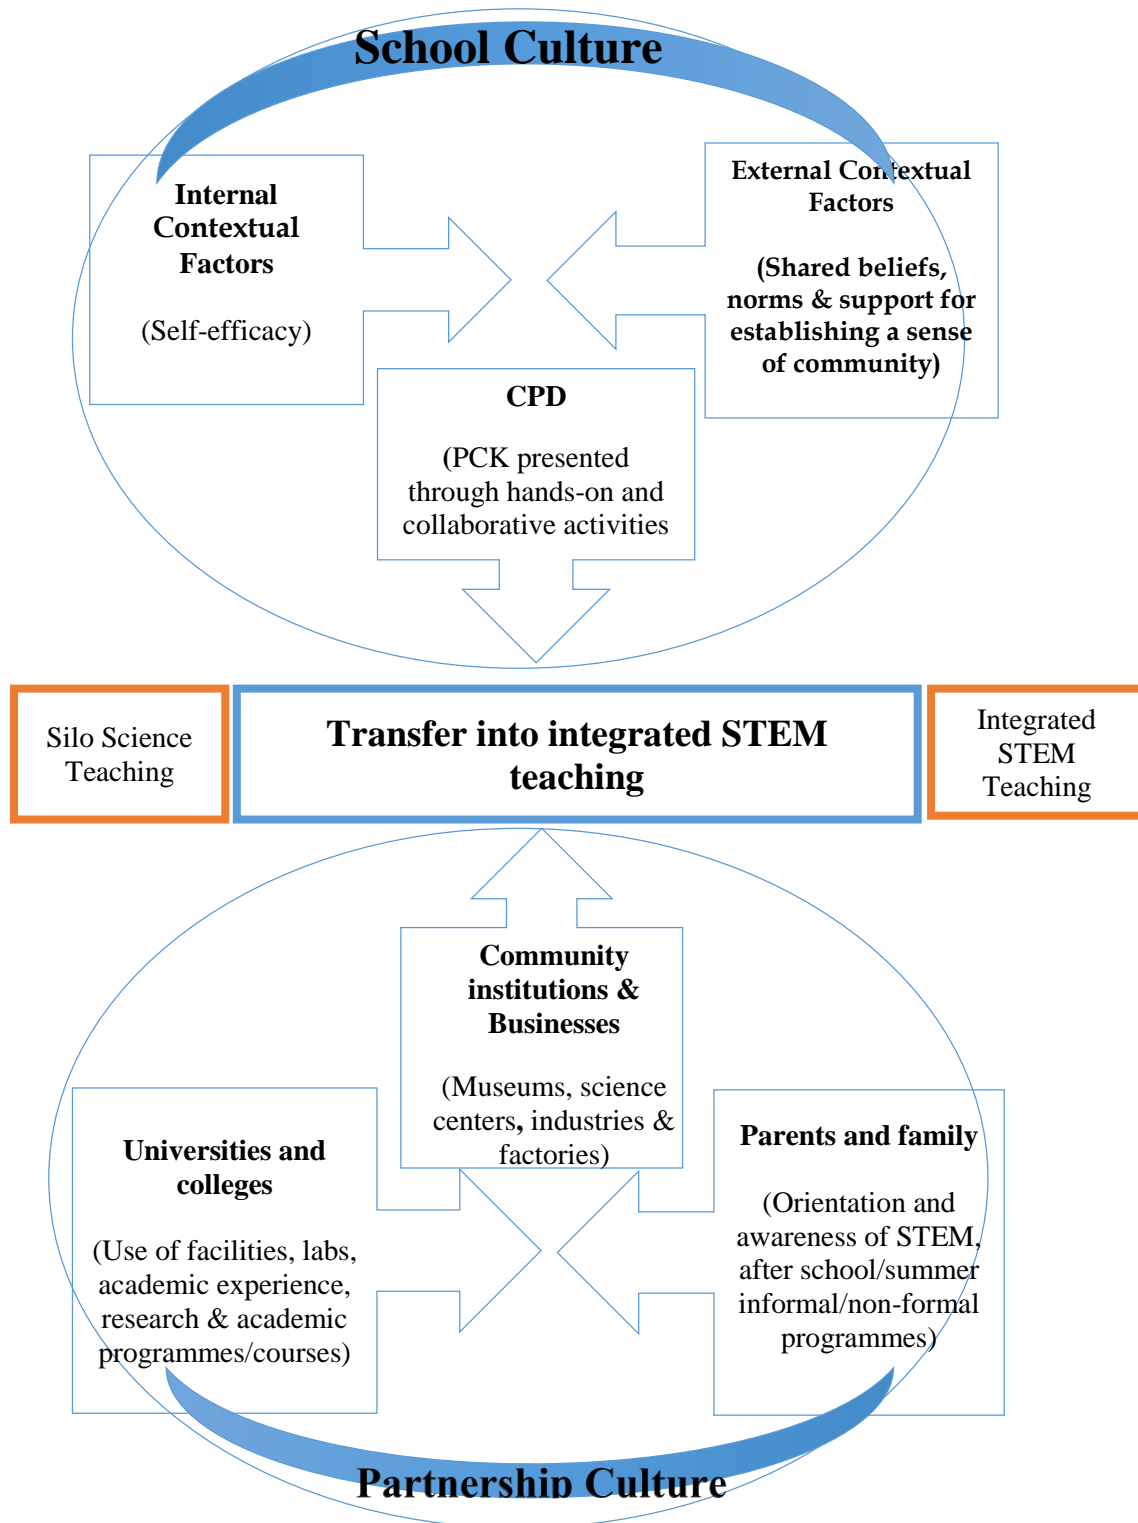 School Culture
Internal
Contextual
Factors
(Self-efficacy)
External Contextual
Factors
(Shared beliefs,
norms & support for
establishing a sense
of community)
CPD
(PCK presented
through hands-on and
collaborative activities
Silo Science
Teaching
Transfer into integrated STEM
teaching
Integrated
STEM
Teaching
Community
institutions &
Businesses
(Museums, science
centers, industries &
factories)
Universities and
colleges
(Use of facilities, labs,
academic experience,
research & academic
programmes/courses)
Parents and family
(Orientation and
awareness of STEM,
after school/summer
informal/non-formal
programmes)
Partnership Culture